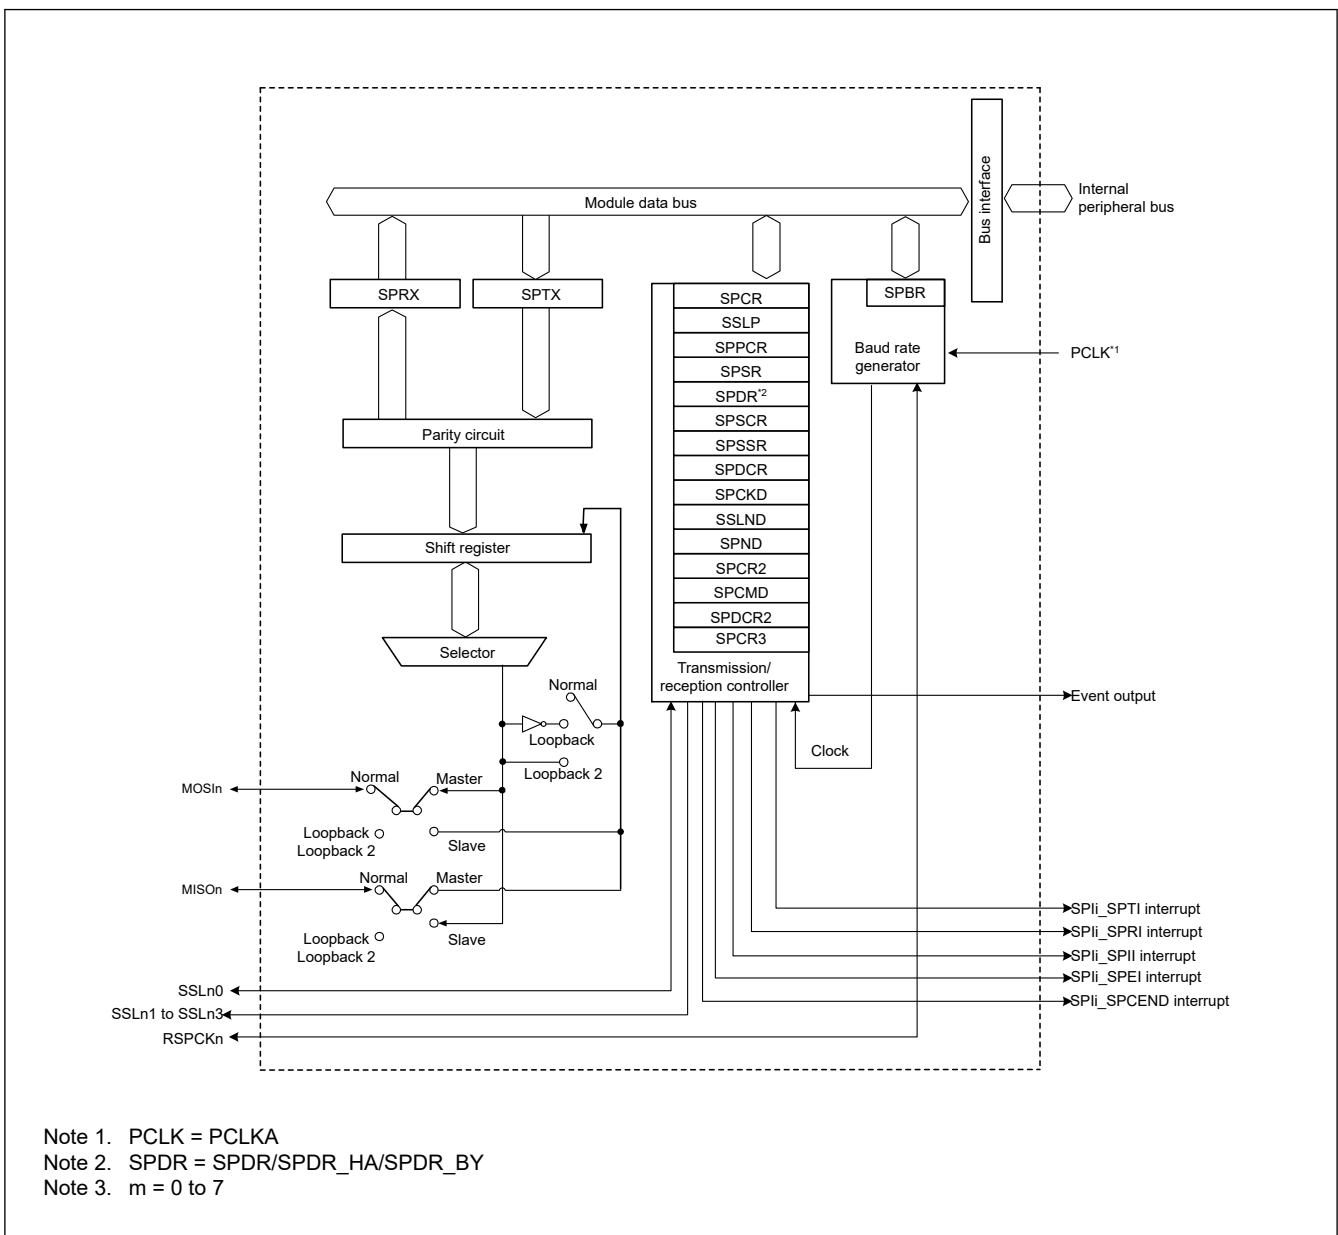 Module data bus
Bus interface
Internal
peripheral bus
SPRX
SPTX
SPCR
SSLP
SPPCR
SPSR
SPDR*2
SPSCR
SPSSR
SPDCR
SPCKD
SSLND
SPND
SPCR2
SPCMD
SPDCR2
SPCR3
Transmission/
reception controller
SPBR
Baud rate
generator
PCLK*1
Parity circuit
Shift register
Selector
Normal
Loopback
Loopback 2
Clock
Event output
MOSIn
Normal
Master
Loopback
Loopback 2
Slave
MISOn
Normal
Master
Loopback
Loopback 2
Slave
SSLn0
SSLn1 to SSLn3
RSPCKn
SPIi_SPTI interrupt
SPIi_SPRI interrupt
SPIi_SPII interrupt
SPIi_SPEI interrupt
SPIi_SPCEND interrupt
Note 1. PCLK = PCLKA
Note 2. SPDR = SPDR/SPDR_HA/SPDR_BY
Note 3. m = 0 to 7